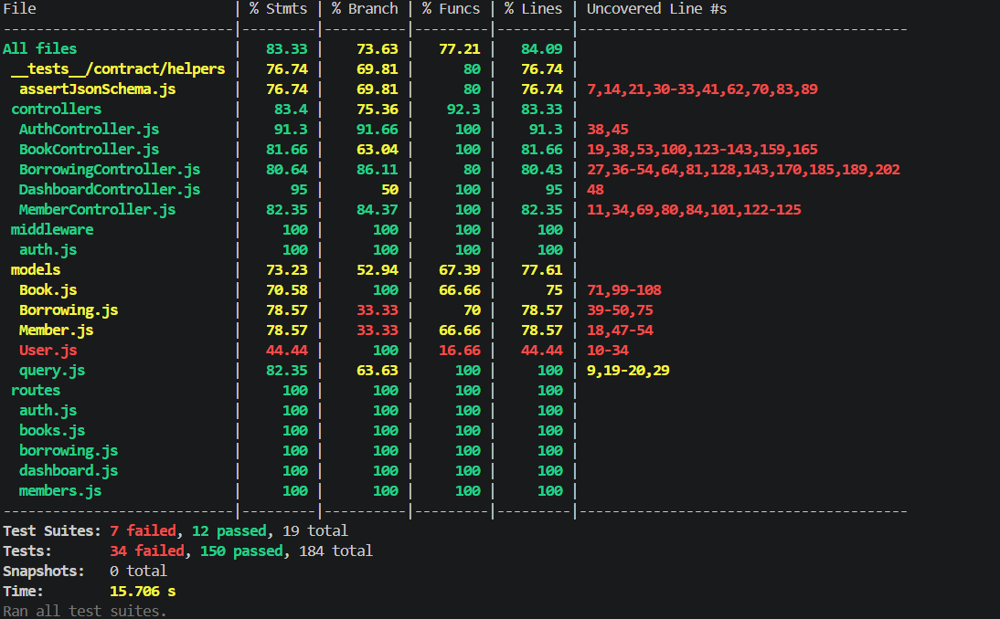 File                        | % Stmts | % Branch | % Funcs | % Lines | Uncovered Line #s
----------------------------|---------|----------|---------|---------|----------------------------------------
All files                   |   83.33 |    73.63 |   77.21 |   84.09 |
 __tests__/contract/helpers |   76.74 |    69.81 |      80 |   76.74 |
  assertJsonSchema.js       |   76.74 |    69.81 |      80 |   76.74 | 7,14,21,30-33,41,62,70,83,89
 controllers                |    83.4 |    75.36 |    92.3 |   83.33 |
  AuthController.js         |    91.3 |    91.66 |     100 |    91.3 | 38,45
  BookController.js         |   81.66 |    63.04 |     100 |   81.66 | 19,38,53,100,123-143,159,165
  BorrowingController.js    |   80.64 |    86.11 |      80 |   80.43 | 27,36-54,64,81,128,143,170,185,189,202
  DashboardController.js    |      95 |       50 |     100 |      95 | 48
  MemberController.js       |   82.35 |    84.37 |     100 |   82.35 | 11,34,69,80,84,101,122-125
 middleware                 |     100 |      100 |     100 |     100 |
  auth.js                   |     100 |      100 |     100 |     100 |
 models                     |   73.23 |    52.94 |   67.39 |   77.61 |
  Book.js                   |   70.58 |      100 |   66.66 |      75 | 71,99-108
  Borrowing.js              |   78.57 |    33.33 |      70 |   78.57 | 39-50,75
  Member.js                 |   78.57 |    33.33 |   66.66 |   78.57 | 18,47-54
  User.js                   |   44.44 |      100 |   16.66 |   44.44 | 10-34
  query.js                  |   82.35 |    63.63 |     100 |     100 | 9,19-20,29
 routes                     |     100 |      100 |     100 |     100 |
  auth.js                   |     100 |      100 |     100 |     100 |
  books.js                  |     100 |      100 |     100 |     100 |
  borrowing.js              |     100 |      100 |     100 |     100 |
  dashboard.js              |     100 |      100 |     100 |     100 |
  members.js                |     100 |      100 |     100 |     100 |
----------------------------|---------|----------|---------|---------|----------------------------------------
Test Suites: 7 failed, 12 passed, 19 total
Tests:       34 failed, 150 passed, 184 total
Snapshots:   0 total
Time:        15.706 s
Ran all test suites.